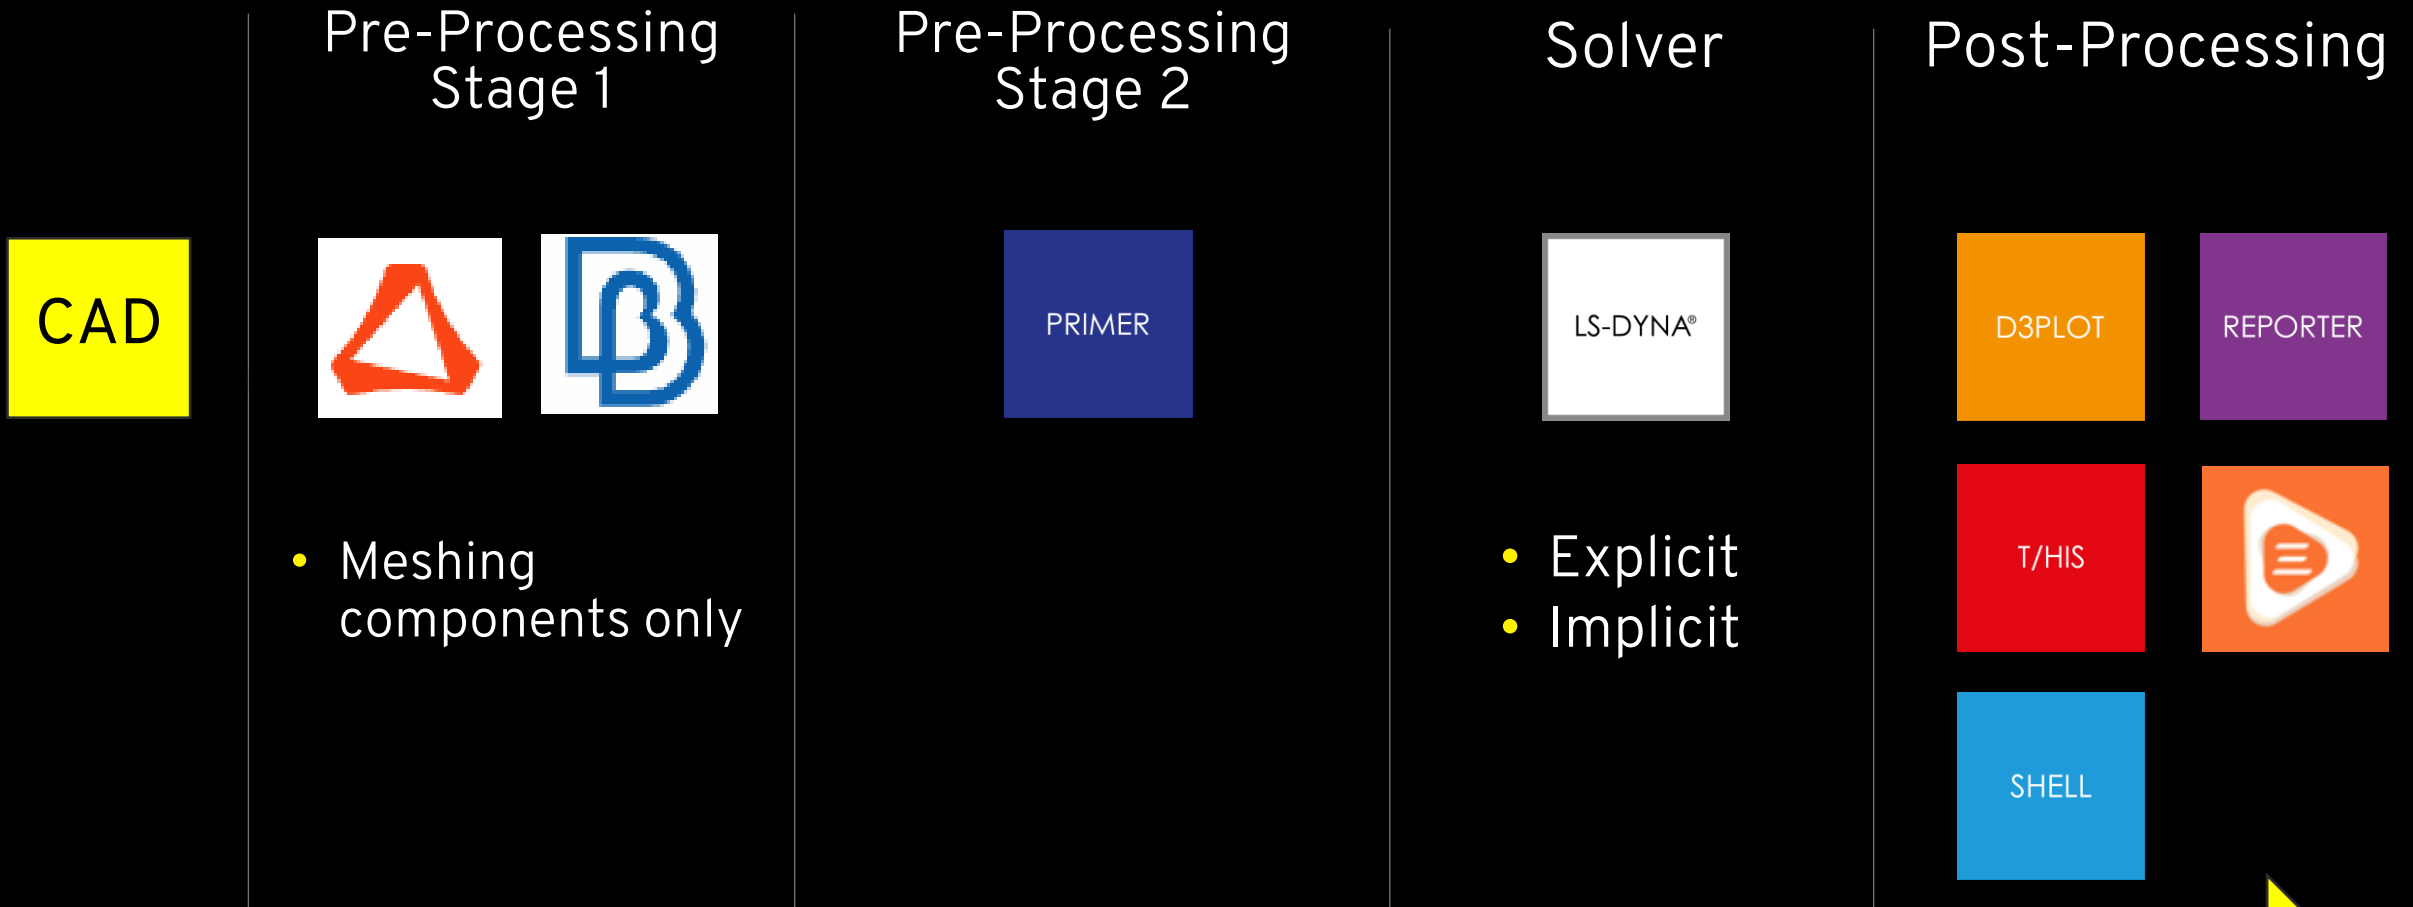 Pre-Processing
Stage 1
Pre-Processing
Stage 2
Solver
Post-Processing
CAD
PRIMER
LS-DYNA®
D3PLOT
REPORTER
• Meshing
components only
• Explicit
• Implicit
T/HIS
SHELL